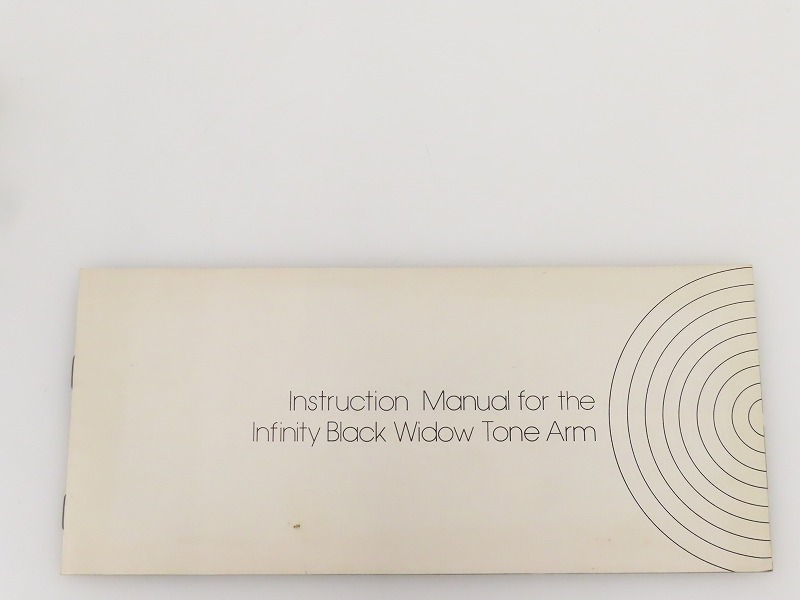 Instruction Manual for the
Infinity Black Widow Tone Arm